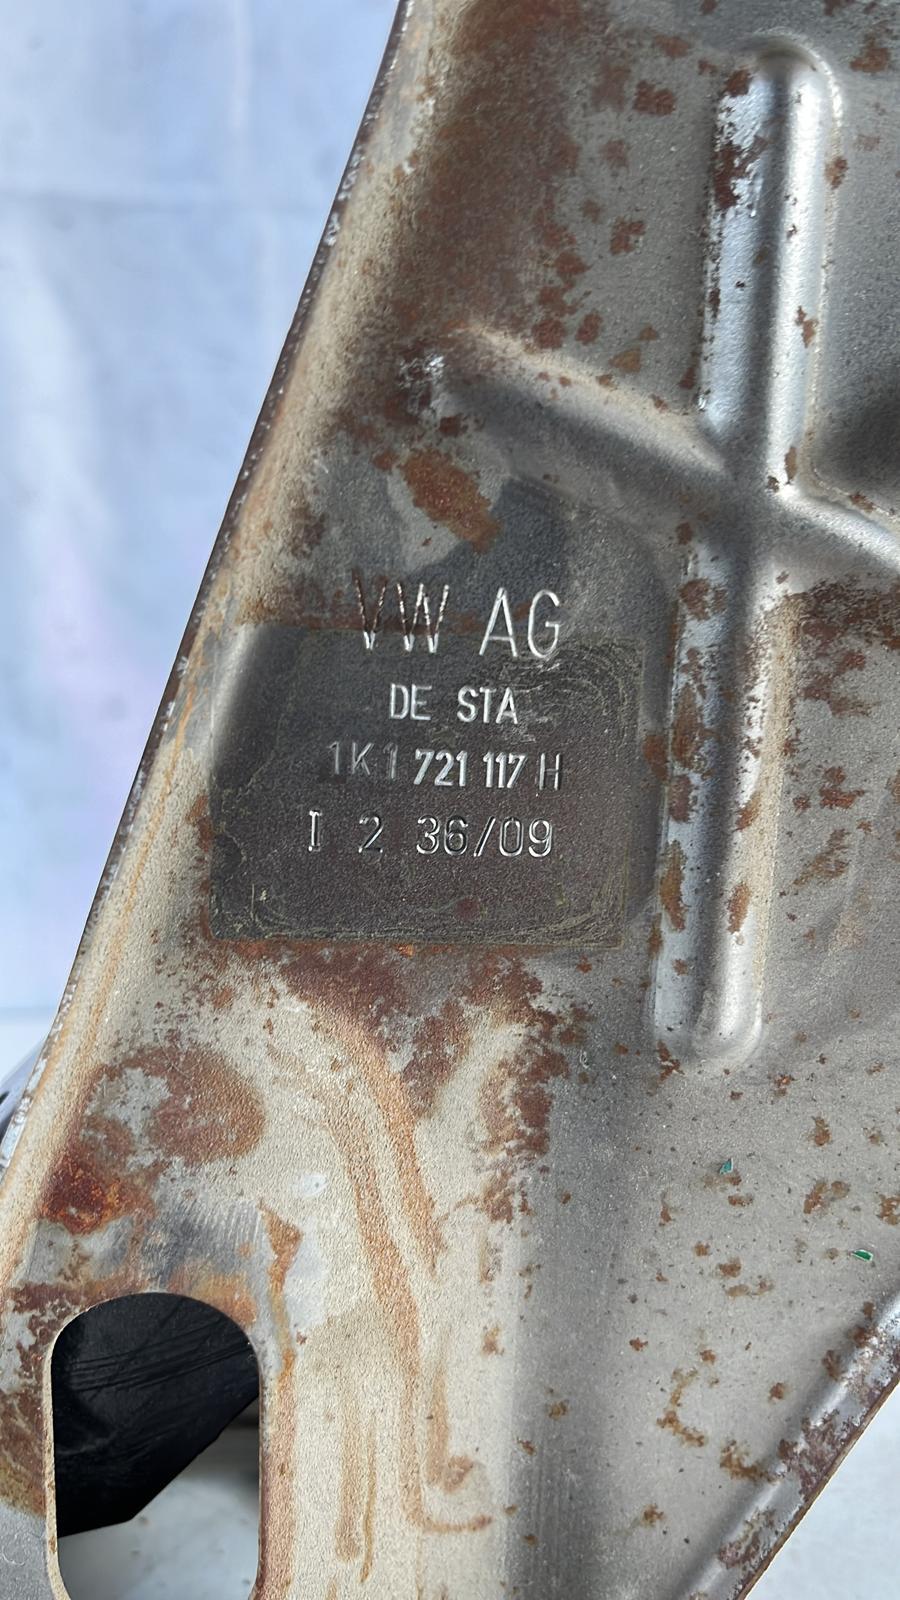 VW AG
DE STA
1K1 721 117 H
I 2 36/09